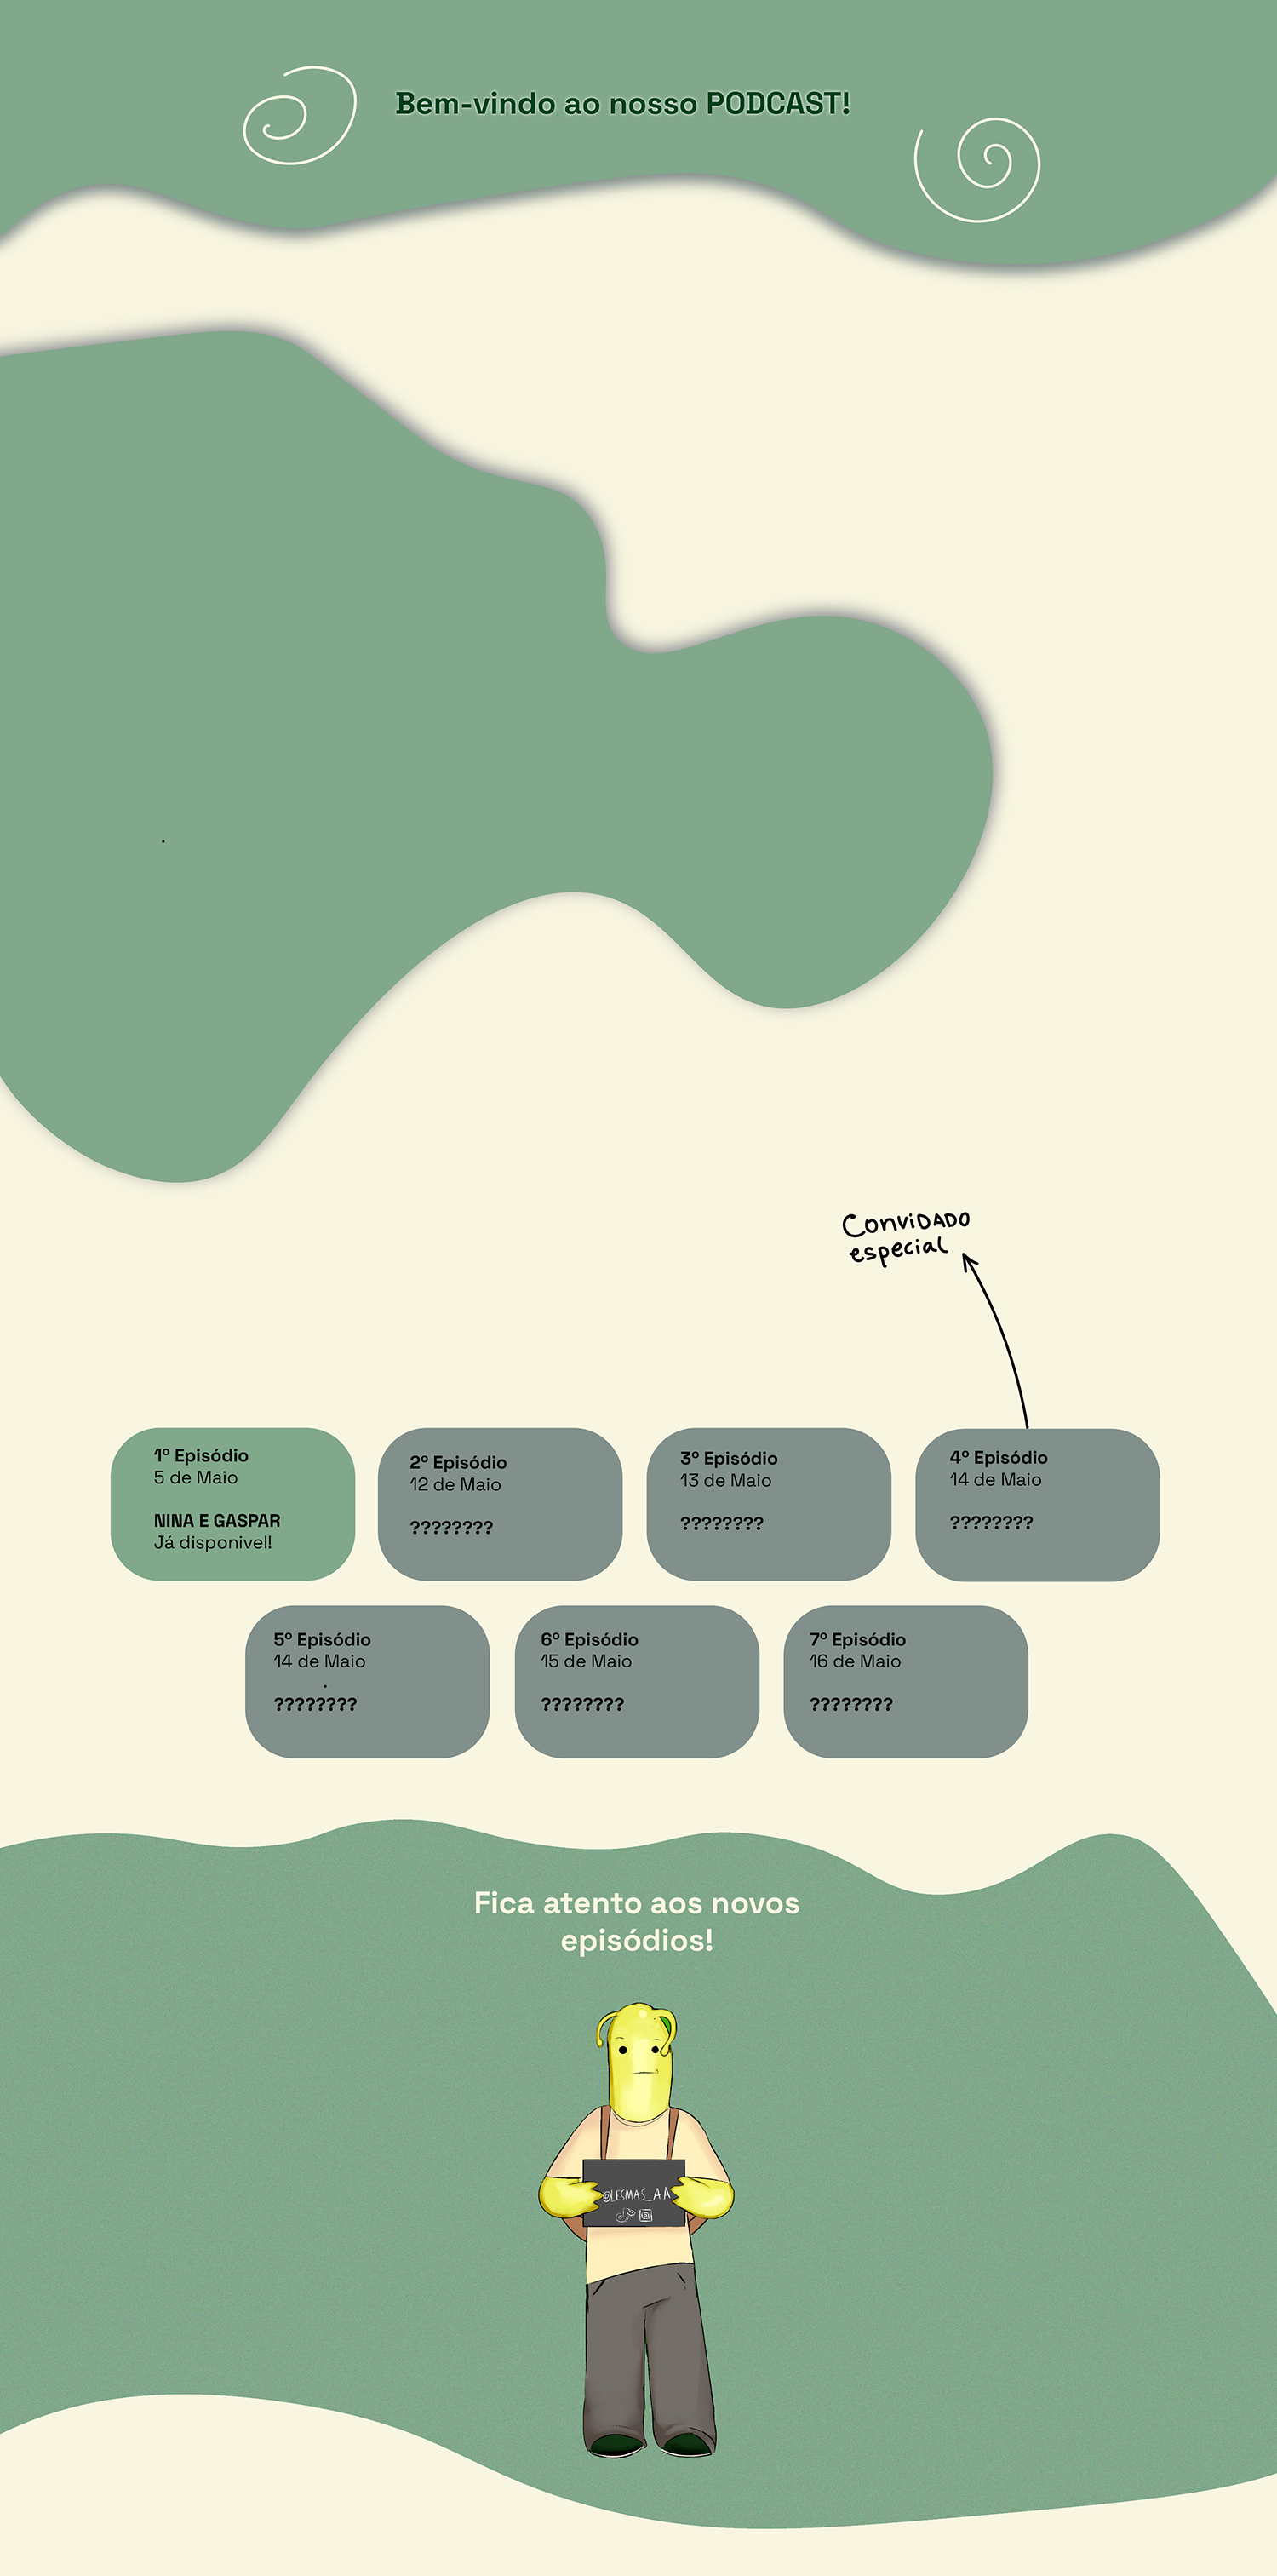 Bem-vindo ao nosso PODCAST!
ConviDADO
especial
1º Episódio
5 de Maio
NINA E GASPAR
Já disponivel!
2º Episódio
12 de Maio
????????
3º Episódio
13 de Maio
????????
4º Episódio
14 de Maio
????????
5º Episódio
14 de Maio
????????
6º Episódio
15 de Maio
????????
7º Episódio
16 de Maio
????????
Fica atento aos novos
episódios!
@LESMAS_AA